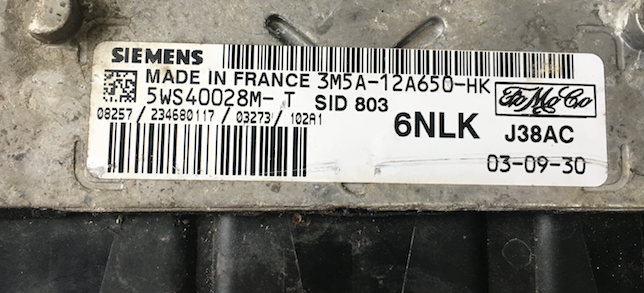 SIEMENS
MADE IN FRANCE 3M5A-12A650-HK
5WS40028M- T SID 803
08257 / 234680117 / 03273 / 102A1
6NLK
FoMoCo
J38AC
03-09-30